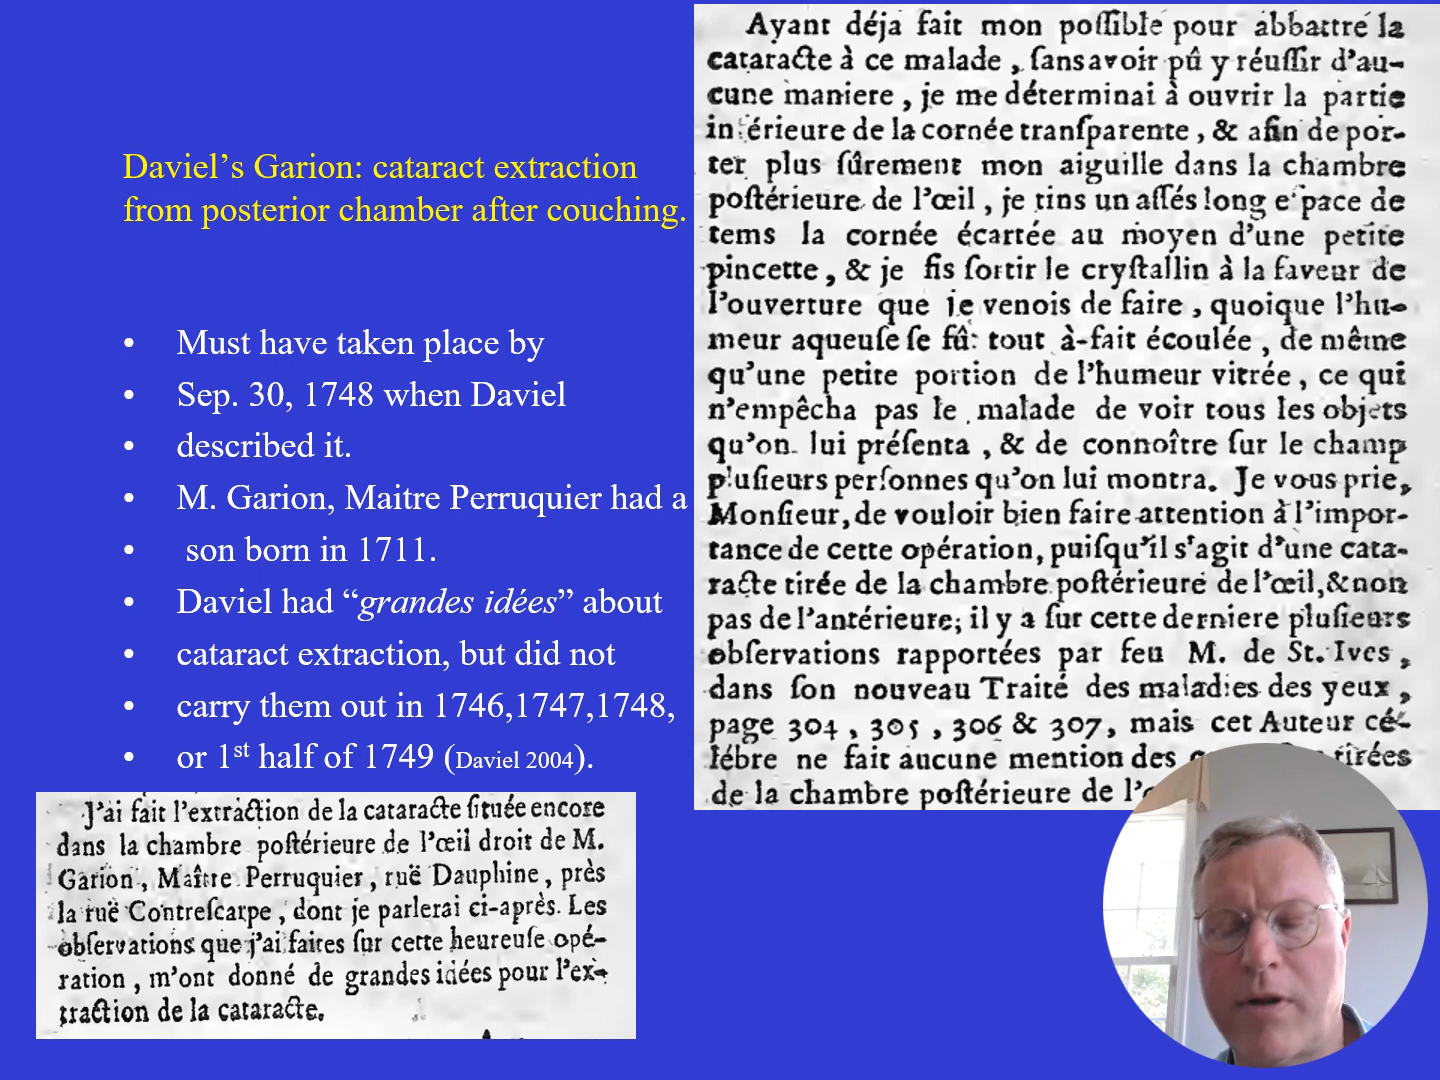 Daviel’s Garion: cataract extraction
from posterior chamber after couching.
• Must have taken place by
• Sep. 30, 1748 when Daviel
• described it.
• M. Garion, Maitre Perruquier had a
• son born in 1711.
• Daviel had “grandes idées” about
• cataract extraction, but did not
• carry them out in 1746,1747,1748,
• or 1st half of 1749 (Daviel 2004).
J’ai fait l’extraction de la cataracte ſituée encore
dans la chambre poſtérieure de l’œil droit de M.
Garion, Maître Perruquier, ruë Dauphine, près
la ruë Contreſcarpe, dont je parlerai ci-après. Les
obſervations que j’ai faites ſur cette heureuſe opé-
ration, m’ont donné de grandes idées pour l’ex-
traction de la cataracte.
Ayant déja fait mon poſſible pour abbattre la
cataracte à ce malade, ſans avoir pû y réuſſir d’au-
cune maniere, je me déterminai à ouvrir la partie
inférieure de la cornée tranſparente, & afin de por-
ter plus ſûrement mon aiguille dans la chambre
poſtérieure de l’œil, je tins un aſſés long eſpace de
tems la cornée écartée au moyen d’une petite
pincette, & je fis ſortir le cryſtallin à la faveur de
l’ouverture que je venois de faire, quoique l’hu-
meur aqueuſe ſe fût tout à-fait écoulée, de même
qu’une petite portion de l’humeur vitrée, ce qui
n’empêcha pas le malade de voir tous les objets
qu’on lui préſenta, & de connoître ſur le champ
pluſieurs perſonnes qu’on lui montra. Je vous prie,
Monſieur, de vouloir bien faire attention à l’impor-
tance de cette opération, puiſqu’il s’agit d’une cata-
racte tirée de la chambre poſtérieure de l’œil, & non
pas de l’antérieure; il y a ſur cette derniere pluſieurs
obſervations rapportées par feu M. de St. Ives,
dans ſon nouveau Traité des maladies des yeux,
page 304, 305, 306 & 307, mais cet Auteur cé-
lébre ne fait aucune mention des tirées
de la chambre poſtérieure de